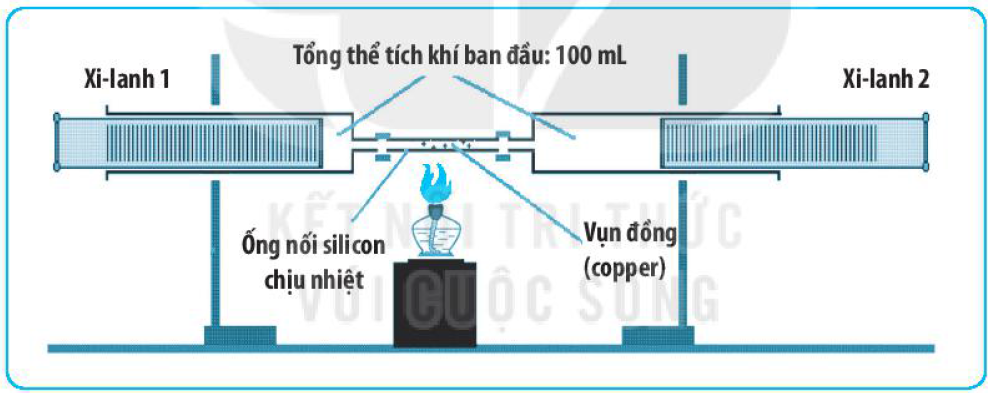 Tổng thể tích khí ban đầu: 100 mL
Xi-lanh 1
Xi-lanh 2
Ống nối silicon
chịu nhiệt
Vụn đồng
(copper)
KẾT NỐI TRI THỨC
VỚI CUỘC SỐNG